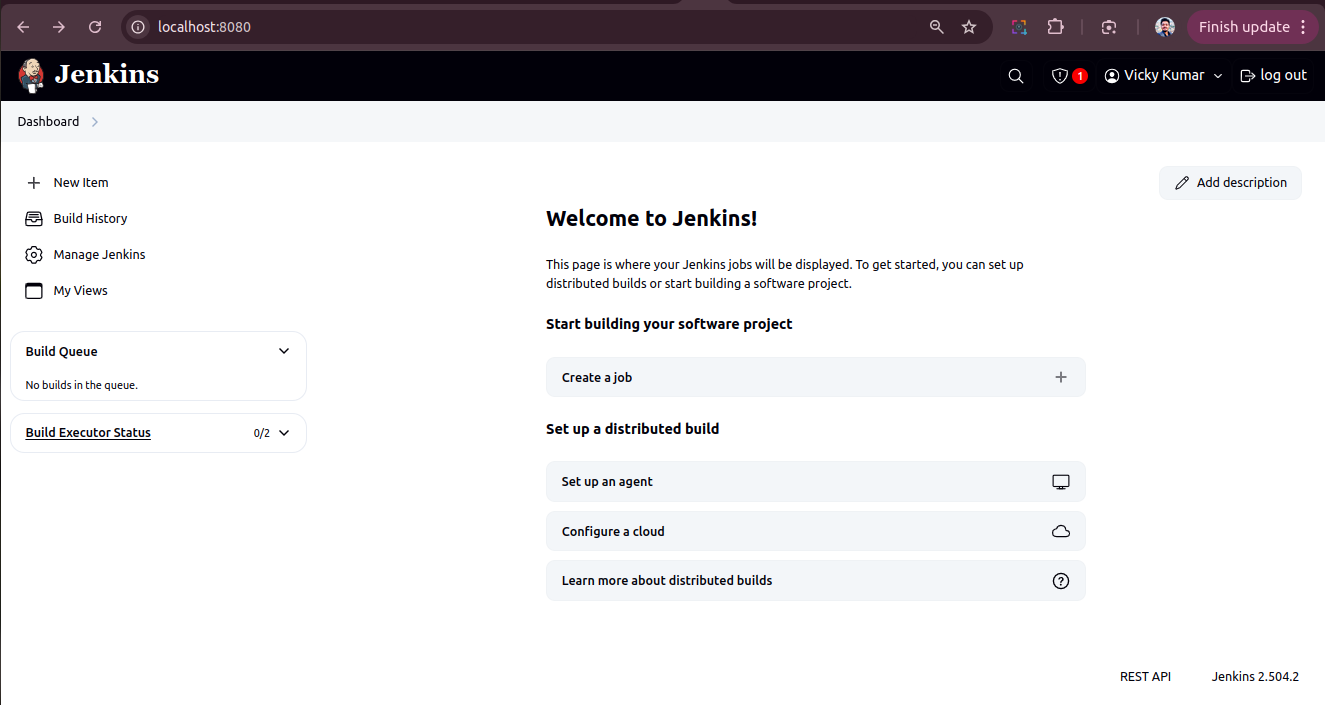 localhost:8080
Finish update
Jenkins
1
Vicky Kumar
log out
Dashboard
New Item
Build History
Manage Jenkins
My Views
Build Queue
No builds in the queue.
Build Executor Status
0/2
Add description
Welcome to Jenkins!
This page is where your Jenkins jobs will be displayed. To get started, you can set up
distributed builds or start building a software project.
Start building your software project
Create a job
Set up a distributed build
Set up an agent
Configure a cloud
Learn more about distributed builds
REST API
Jenkins 2.504.2